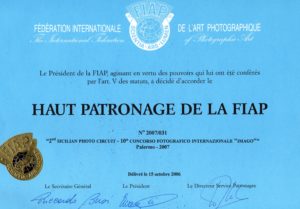 FIAP
FÉDÉRATION INTERNATIONALE DE L'ART PHOTOGRAPHIQUE
The International Federation of Photographic Art
Le Président de la FIAP, agissant en vertu des pouvoirs qui lui ont été conférés
par l'art. V des statuts, a décidé d'accorder le
HAUT PATRONAGE DE LA FIAP
N° 2007/031
"2nd SICILIAN PHOTO CIRCUIT - 10° CONCORSO FOTOGRAFICO INTERNAZIONALE "IMAGO"
Palermo - 2007
Délivré le 15 octobre 2006
Le Secrétaire Général Le Président Le Directeur Service Patronages